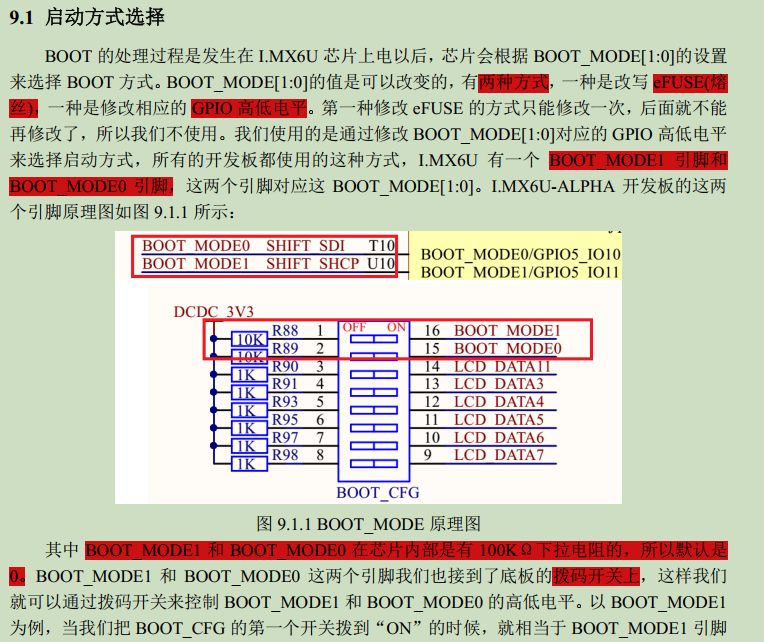 9.1 启动方式选择
BOOT 的处理过程是发生在 I.MX6U 芯片上电以后，芯片会根据 BOOT_MODE[1:0]的设置
来选择 BOOT 方式。BOOT_MODE[1:0]的值是可以改变的，有两种方式，一种是改写 eFUSE(熔
丝)，一种是修改相应的 GPIO 高低电平。第一种修改 eFUSE 的方式只能修改一次，后面就不能
再修改了，所以我们不使用。我们使用的是通过修改 BOOT_MODE[1:0]对应的 GPIO 高低电平
来选择启动方式，所有的开发板都使用的这种方式，I.MX6U 有一个 BOOT_MODE1 引脚和
BOOT_MODE0 引脚，这两个引脚对应这 BOOT_MODE[1:0]。I.MX6U-ALPHA 开发板的这两
个引脚原理图如图 9.1.1 所示：
BOOT_MODE0 SHIFT_SDI T10 BOOT_MODE0/GPIO5_IO10
BOOT_MODE1 SHIFT_SHCP U10 BOOT_MODE1/GPIO5_IO11
DCDC_3V3
OFF ON
10K R88 1 16 BOOT_MODE1
10K R89 2 15 BOOT_MODE0
1K R90 3 14 LCD_DATA11
1K R91 4 13 LCD_DATA3
1K R93 5 12 LCD_DATA4
1K R95 6 11 LCD_DATA5
1K R97 7 10 LCD_DATA6
1K R98 8 9 LCD_DATA7
BOOT_CFG
图 9.1.1 BOOT_MODE 原理图
其中 BOOT_MODE1 和 BOOT_MODE0 在芯片内部是有 100KΩ下拉电阻的，所以默认是
0。BOOT_MODE1 和 BOOT_MODE0 这两个引脚我们也接到了底板的拨码开关上，这样我们
就可以通过拨码开关来控制 BOOT_MODE1 和 BOOT_MODE0 的高低电平。以 BOOT_MODE1
为例，当我们把 BOOT_CFG 的第一个开关拨到“ON”的时候，就相当于 BOOT_MODE1 引脚